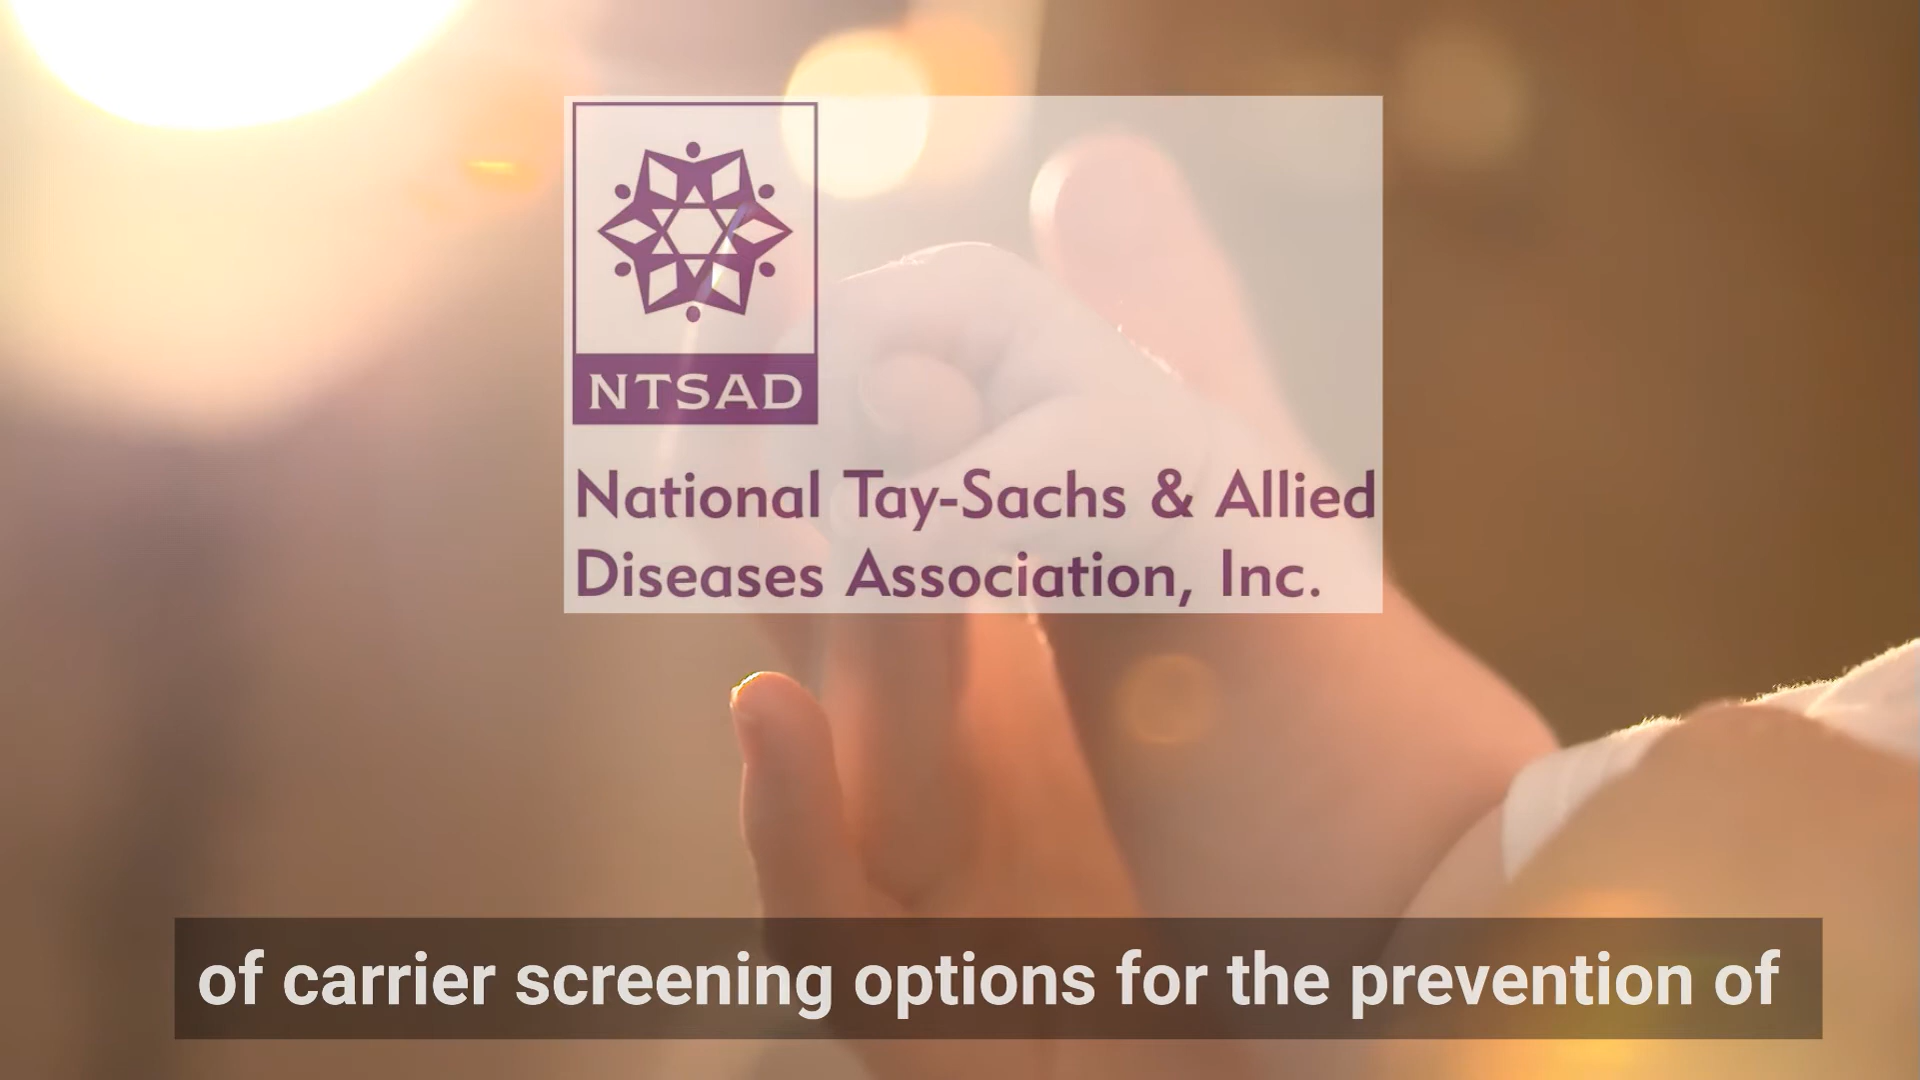 NTSAD
National Tay-Sachs & Allied
Diseases Association, Inc.
of carrier screening options for the prevention of